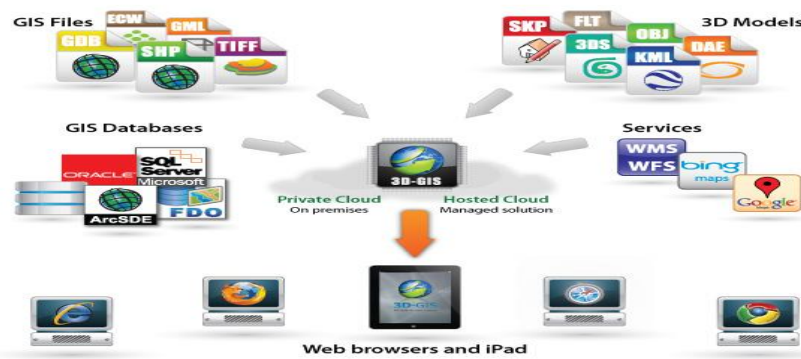 GIS Files
ECW
GML
GDB
SHP
TIFF
SKP
FLT
OBJ
3DS
KML
DAE
3D Models
GIS Databases
ORACLE
SQL
Server
Microsoft
ArcSDE
FDO
3D-GIS
Private Cloud
On premises
Hosted Cloud
Managed solution
Services
WMS
WFS
bing
maps
Google
3D-GIS
Web browsers and iPad